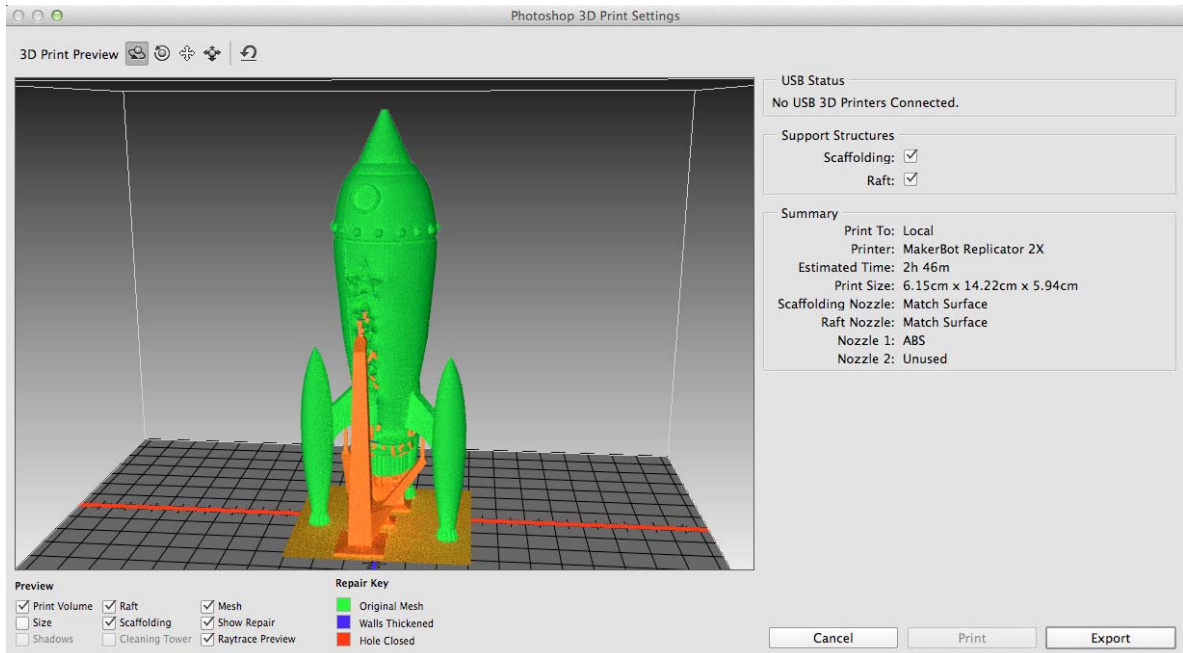 Photoshop 3D Print Settings
3D Print Preview
USB Status
No USB 3D Printers Connected.
Support Structures
Scaffolding:
Raft:
Summary
Print To: Local
Printer: MakerBot Replicator 2X
Estimated Time: 2h 46m
Print Size: 6.15cm x 14.22cm x 5.94cm
Scaffolding Nozzle: Match Surface
Raft Nozzle: Match Surface
Nozzle 1: ABS
Nozzle 2: Unused
Preview
Print Volume Raft Mesh
Size Scaffolding Show Repair
Shadows Cleaning Tower Raytrace Preview
Repair Key
Original Mesh
Walls Thickened
Hole Closed
Cancel Print Export